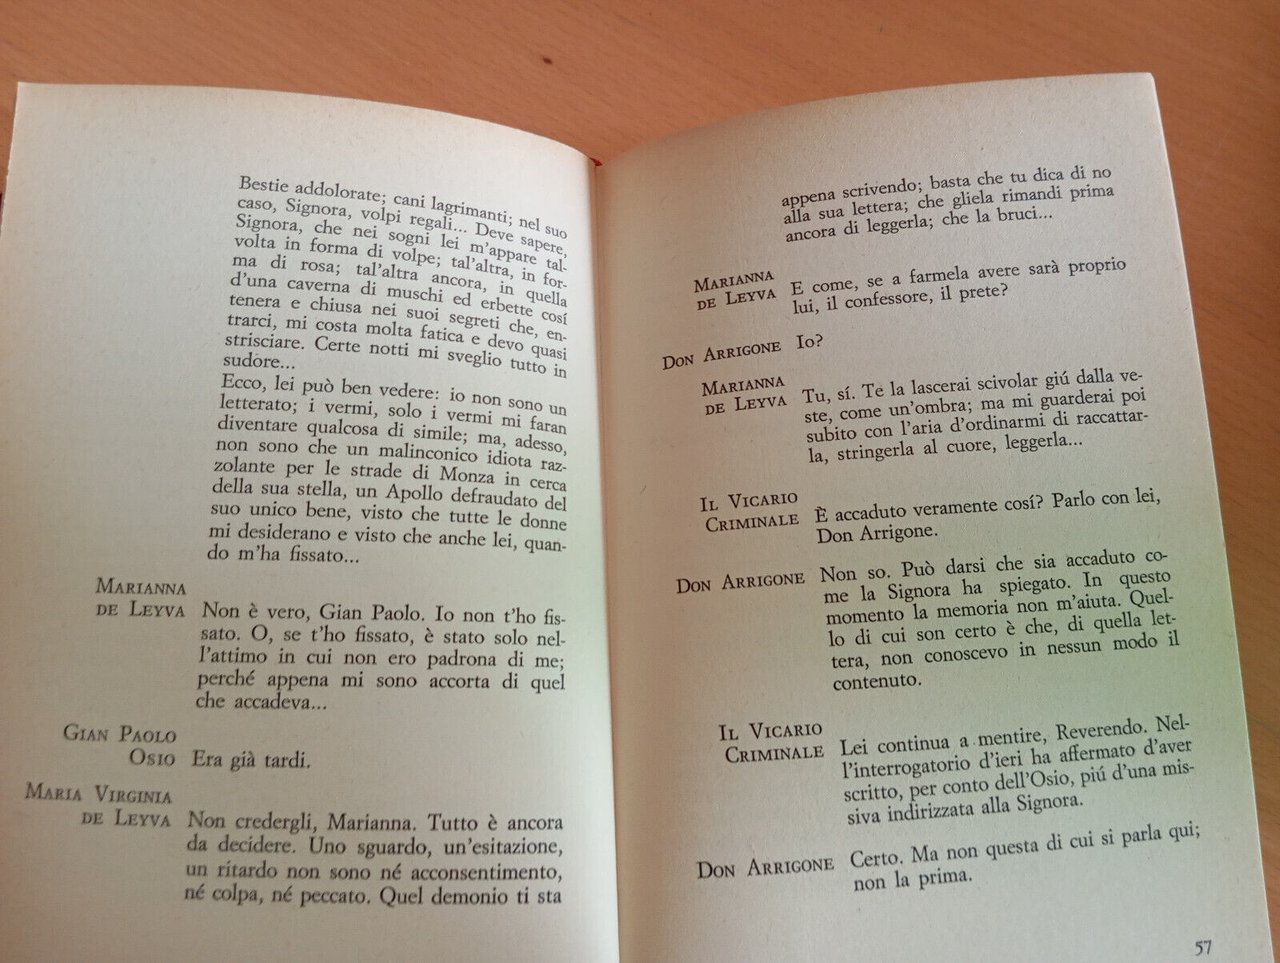 Bestie addolorate; cani lagrimanti; nel suo
caso, Signora, volpi regali... Deve sapere,
Signora, che nei sogni lei m'appare tal-
volta in forma di volpe; tal'altra, in for-
ma di rosa; tal'altra ancora, in quella
d'una caverna di muschi ed erbette cosí
tenera e chiusa nei suoi segreti che, en-
trarci, mi costa molta fatica e devo quasi
strisciare. Certe notti mi sveglio tutto in
sudore...
Ecco, lei può ben vedere: io non sono un
letterato; i vermi, solo i vermi mi faran
diventare qualcosa di simile; ma, adesso,
non sono che un malinconico idiota raz-
zolante per le strade di Monza in cerca
della sua stella, un Apollo defraudato del
suo unico bene, visto che tutte le donne
mi desiderano e visto che anche lei, quan-
do m'ha fissato...
MARIANNA
DE LEYVA Non è vero, Gian Paolo. Io non t'ho fis-
sato. O, se t'ho fissato, è stato solo nel-
l'attimo in cui non ero padrona di me;
perché appena mi sono accorta di quel
che accadeva...
GIAN PAOLO
OSIO Era già tardi.
MARIA VIRGINIA
DE LEYVA Non credergli, Marianna. Tutto è ancora
da decidere. Uno sguardo, un'esitazione,
un ritardo non sono né acconsentimento,
né colpa, né peccato. Quel demonio ti sta
appena scrivendo; basta che tu dica di no
alla sua lettera; che gliela rimandi prima
ancora di leggerla; che la bruci...
MARIANNA
DE LEYVA E come, se a farmela avere sarà proprio
lui, il confessore, il prete?
DON ARRIGONE Io?
MARIANNA
DE LEYVA Tu, sí. Te la lascerai scivolar giú dalla ve-
ste, come un'ombra; ma mi guarderai poi
subito con l'aria d'ordinarmi di raccattar-
la, stringerla al cuore, leggerla...
IL VICARIO
CRIMINALE È accaduto veramente cosí? Parlo con lei,
Don Arrigone.
DON ARRIGONE Non so. Può darsi che sia accaduto co-
me la Signora ha spiegato. In questo
momento la memoria non m'aiuta. Quel-
lo di cui son certo è che, di quella let-
tera, non conoscevo in nessun modo il
contenuto.
IL VICARIO
CRIMINALE Lei continua a mentire, Reverendo. Nel-
l'interrogatorio d'ieri ha affermato d'aver
scritto, per conto dell'Osio, piú d'una mis-
siva indirizzata alla Signora.
DON ARRIGONE Certo. Ma non questa di cui si parla qui;
non la prima.
57